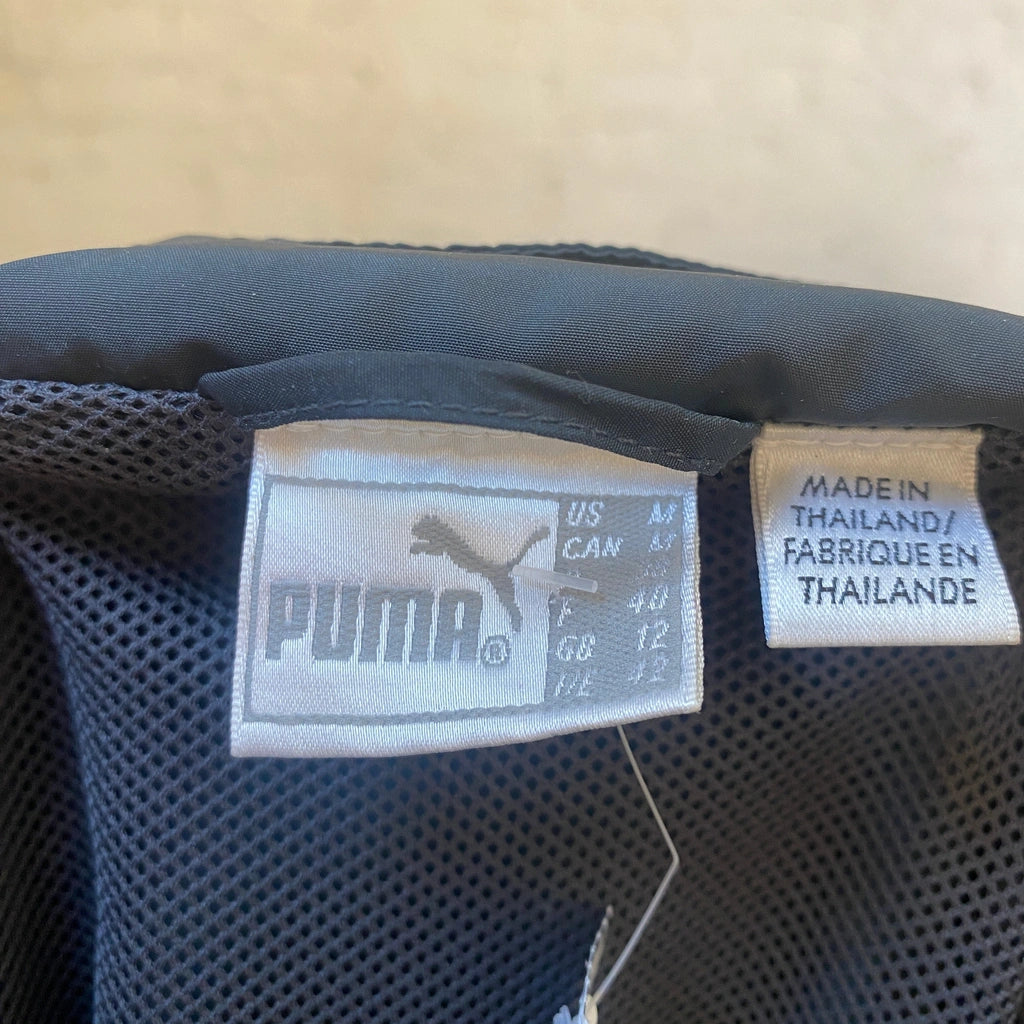 PUMA®
US M
CAN M
F 40
GB 12
MADE IN
THAILAND/
FABRIQUE EN
THAILANDE